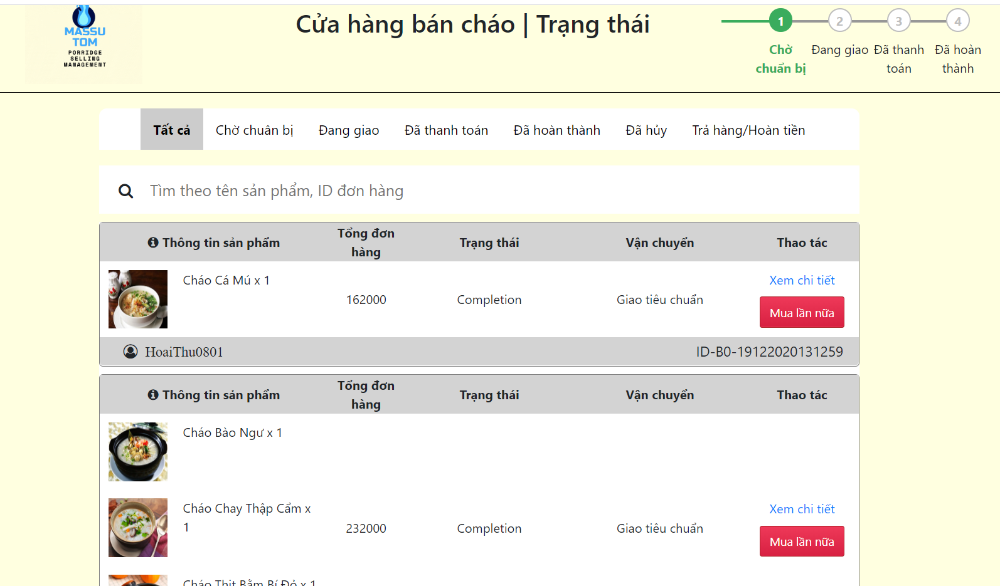 MASSU
TOM
PORRIDGE
SELLING
MANAGEMENT
Cửa hàng bán cháo | Trạng thái
1
2
3
4
Chờ
chuẩn bị
Đang giao
Đã thanh
toán
Đã hoàn
thành
Tất cả
Chờ chuân bị
Đang giao
Đã thanh toán
Đã hoàn thành
Đã hủy
Trả hàng/Hoàn tiền
Tìm theo tên sản phẩm, ID đơn hàng
Thông tin sản phẩm
Tổng đơn
hàng
Trạng thái
Vận chuyển
Thao tác
Cháo Cá Mú x 1
162000
Completion
Giao tiêu chuẩn
Xem chi tiết
Mua lần nữa
HoaiThu0801
ID-B0-19122020131259
Thông tin sản phẩm
Tổng đơn
hàng
Trạng thái
Vận chuyển
Thao tác
Cháo Bào Ngư x 1
Cháo Chay Thập Cẩm x
1
232000
Completion
Giao tiêu chuẩn
Xem chi tiết
Mua lần nữa
Cháo Thịt Bằm Bí Đỏ x 1